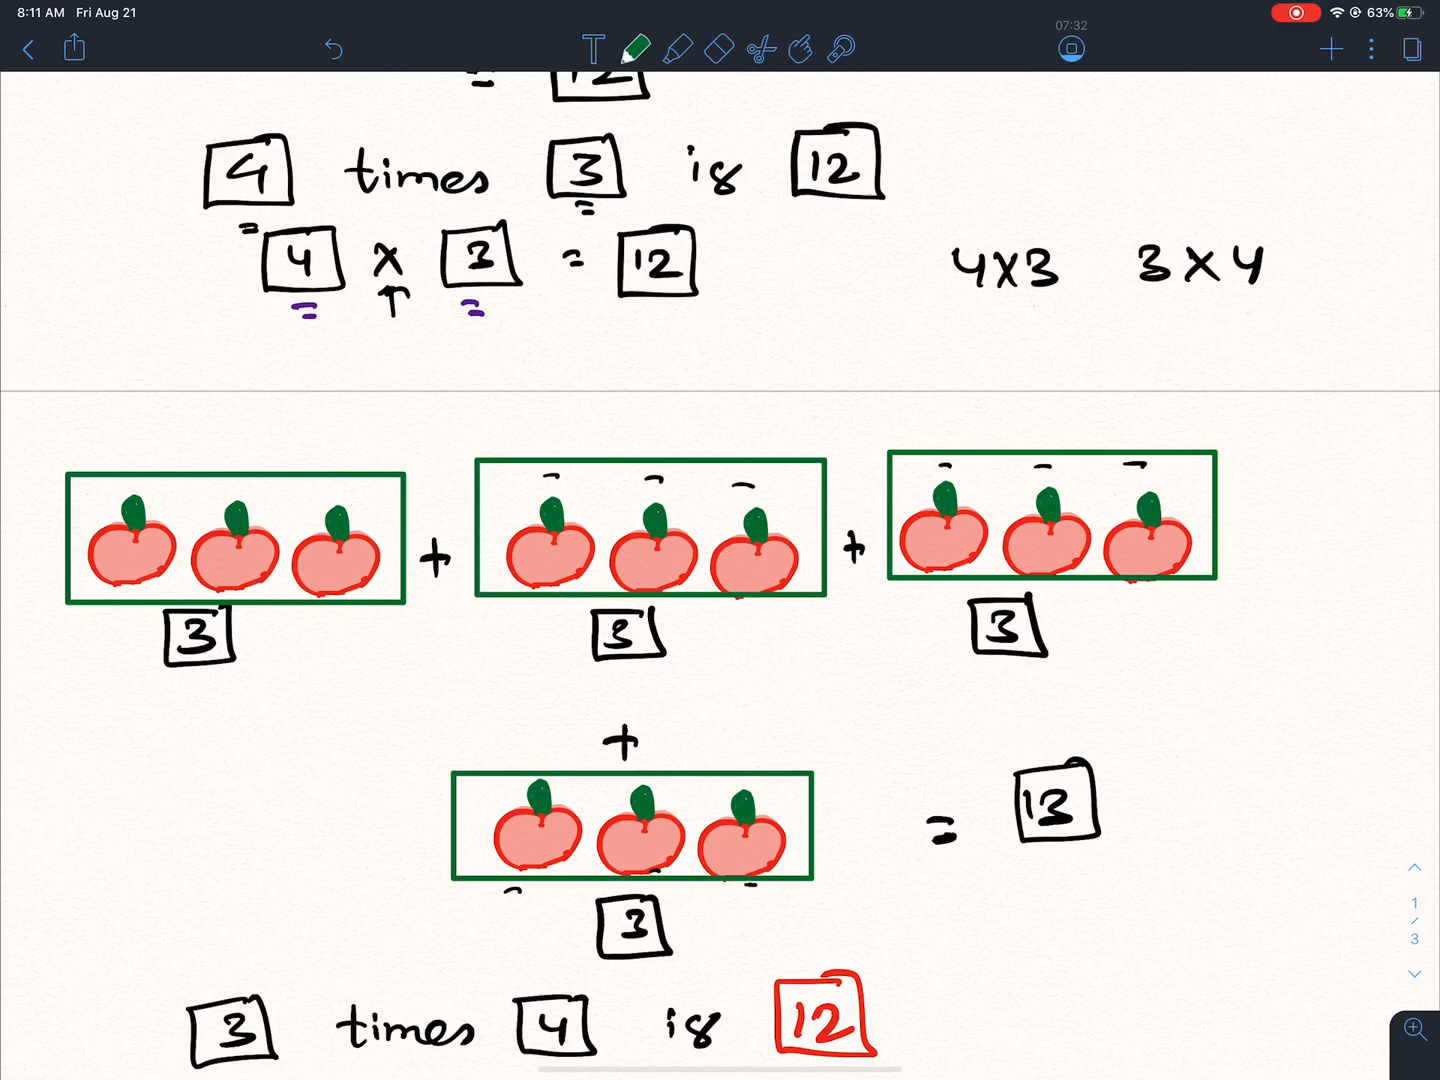 8:11 AM Fri Aug 21
63%
07:32
T
= 12
4 times 3 is 12
4 x 3 = 12
4x3 3x4
+ +
3 3 3
+
= 13
3
3 times 4 is 12
1
/
3